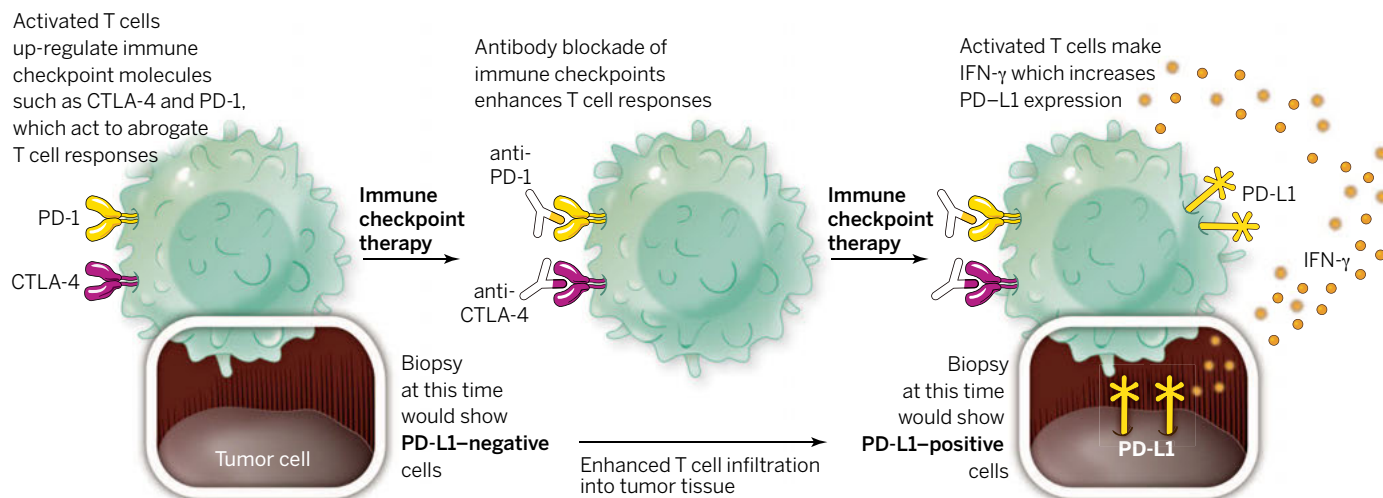 Activated T cells
up-regulate immune
checkpoint molecules
such as CTLA-4 and PD-1,
which act to abrogate
T cell responses
PD-1
CTLA-4
Tumor cell
Immune
checkpoint
therapy
Biopsy
at this time
would show
PD-L1–negative
cells
Antibody blockade of
immune checkpoints
enhances T cell responses
anti-
PD-1
anti-
CTLA-4
Enhanced T cell infiltration
into tumor tissue
Immune
checkpoint
therapy
Biopsy
at this time
would show
PD-L1–positive
cells
Activated T cells make
IFN-γ which increases
PD–L1 expression
PD-L1
IFN-γ
PD-L1